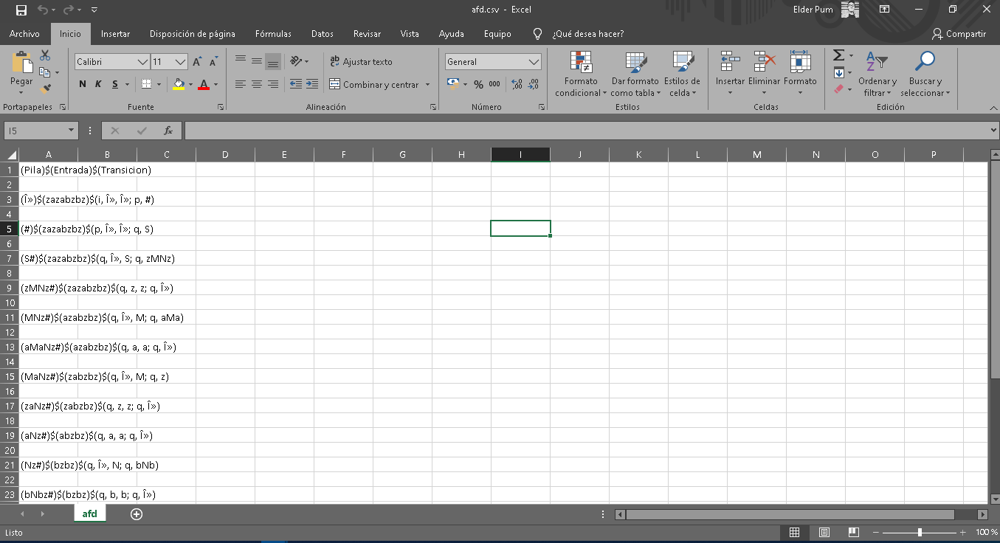 afd.csv - Excel
Elder Pum
Archivo Inicio Insertar Disposición de página Fórmulas Datos Revisar Vista Ayuda Equipo ¿Qué desea hacer? Compartir
Pegar
Calibri 11
N K S
Ajustar texto
Combinar y centrar
General
% 000
Formato condicional
Dar formato como tabla
Estilos de celda
Insertar Eliminar Formato
Ordenar y filtrar
Buscar y seleccionar
Portapapeles Fuente Alineación Número Estilos Celdas Edición
I5 fx
A B C D E F G H I J K L M N O P
1 (Pila)$(Entrada)$(Transicion)
2
3 (Î»)$(zazabzbz)$(i, Î», Î»; p, #)
4
5 (#)$(zazabzbz)$(p, Î», Î»; q, S)
6
7 (S#)$(zazabzbz)$(q, Î», S; q, zMNz)
8
9 (zMNz#)$(zazabzbz)$(q, z, z; q, Î»)
10
11 (MNz#)$(azabzbz)$(q, Î», M; q, aMa)
12
13 (aMaNz#)$(azabzbz)$(q, a, a; q, Î»)
14
15 (MaNz#)$(zabzbz)$(q, Î», M; q, z)
16
17 (zaNz#)$(zabzbz)$(q, z, z; q, Î»)
18
19 (aNz#)$(abzbz)$(q, a, a; q, Î»)
20
21 (Nz#)$(bzbz)$(q, Î», N; q, bNb)
22
23 (bNbz#)$(bzbz)$(q, b, b; q, Î»)
afd
Listo
100 %